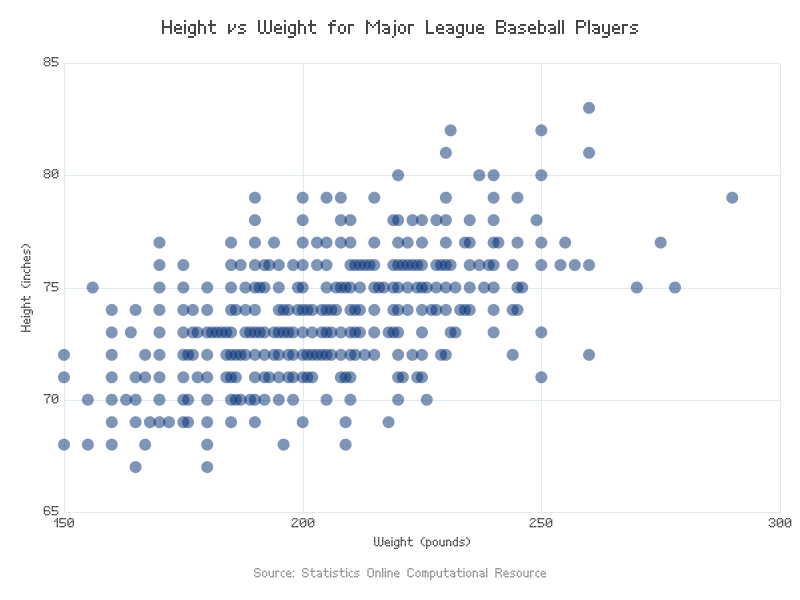 Height vs Weight for Major League Baseball Players
85
80
75
70
65
Height (inches)
150
200
250
300
Weight (pounds)
Source: Statistics Online Computational Resource